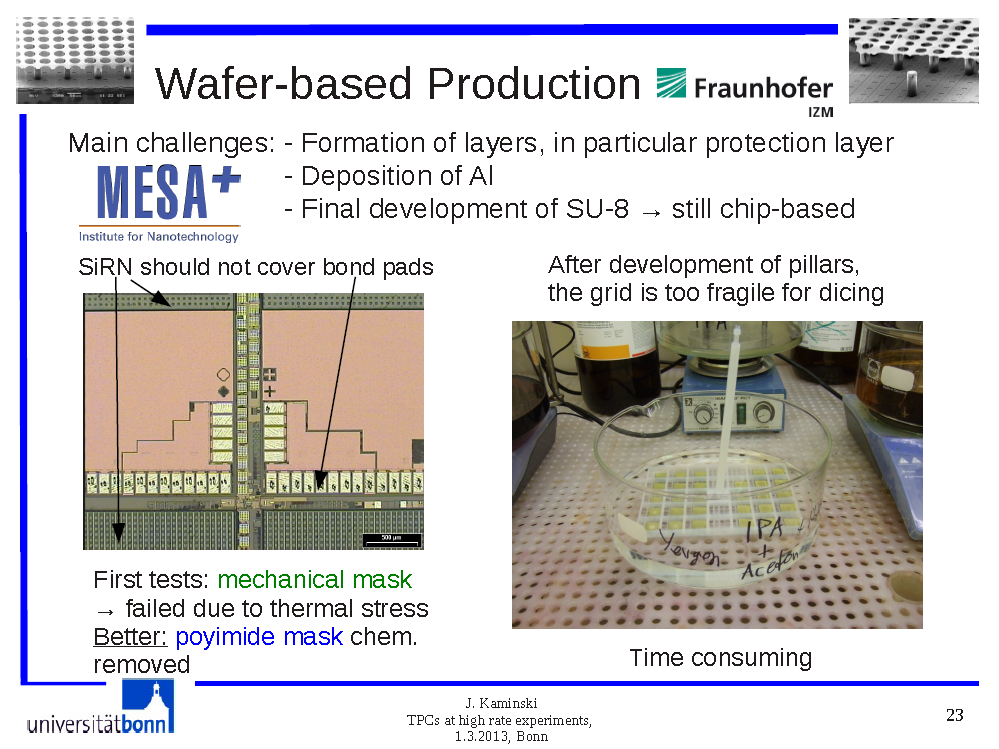 Wafer-based Production
Fraunhofer
IZM
Main challenges: - Formation of layers, in particular protection layer
- Deposition of Al
- Final development of SU-8 → still chip-based
MESA+
Institute for Nanotechnology
SiRN should not cover bond pads
After development of pillars,
the grid is too fragile for dicing
500 µm
IPA
Yevgen
IPA
+
Aceton
First tests: mechanical mask
→ failed due to thermal stress
Better: poyimide mask chem.
removed
Time consuming
universitätbonn
J. Kaminski
TPCs at high rate experiments,
1.3.2013, Bonn
23